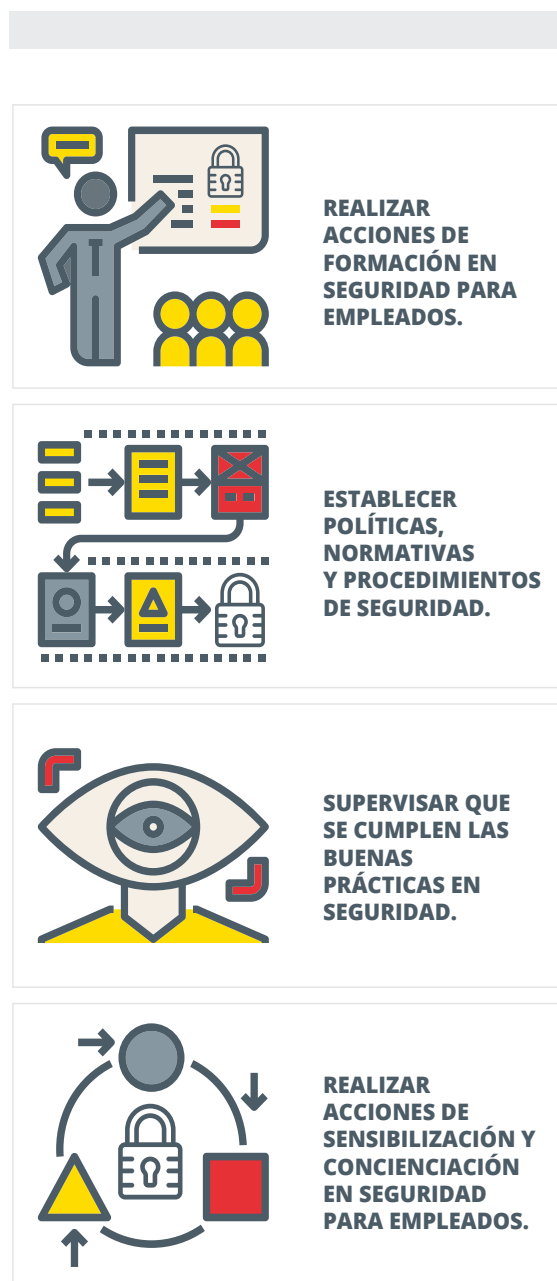 REALIZAR
ACCIONES DE
FORMACIÓN EN
SEGURIDAD PARA
EMPLEADOS.
ESTABLECER
POLÍTICAS,
NORMATIVAS
Y PROCEDIMIENTOS
DE SEGURIDAD.
SUPERVISAR QUE
SE CUMPLEN LAS
BUENAS
PRÁCTICAS EN
SEGURIDAD.
REALIZAR
ACCIONES DE
SENSIBILIZACIÓN Y
CONCIENCIACIÓN
EN SEGURIDAD
PARA EMPLEADOS.